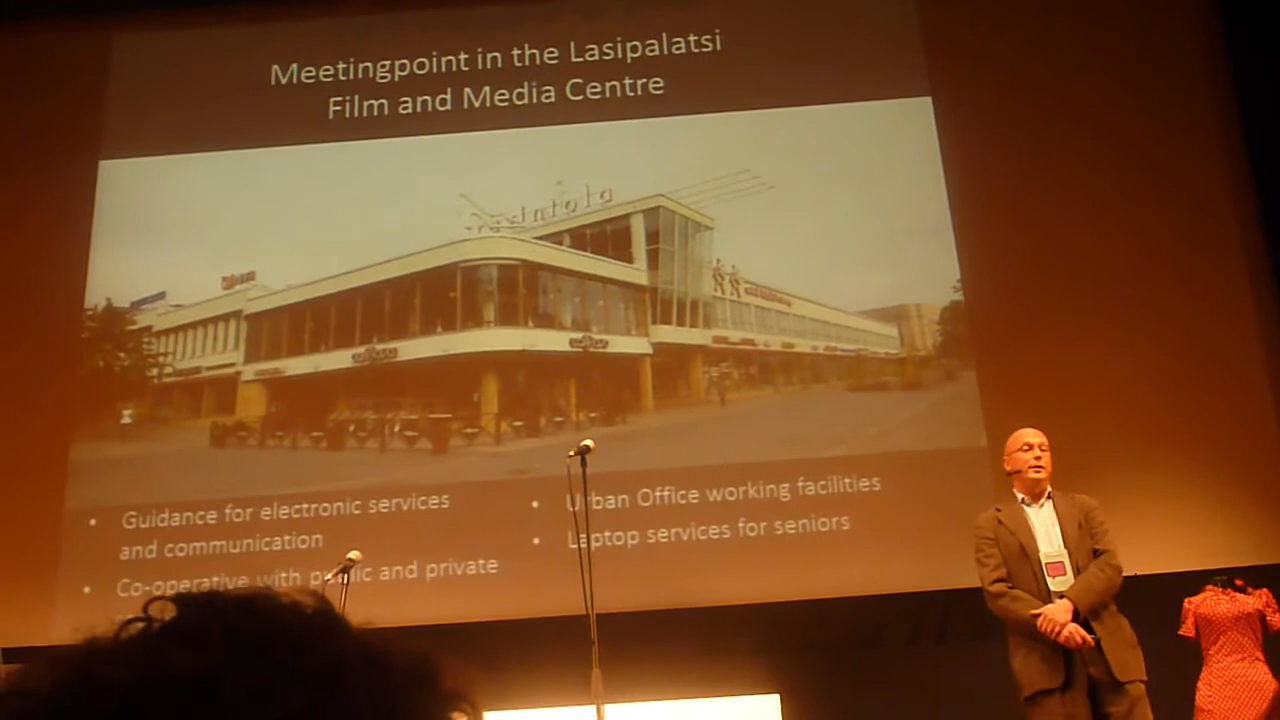 Meetingpoint in the Lasipalatsi
Film and Media Centre
Guidance for electronic services
and communication
Co-operative with public and private
Urban Office working facilities
Laptop services for seniors